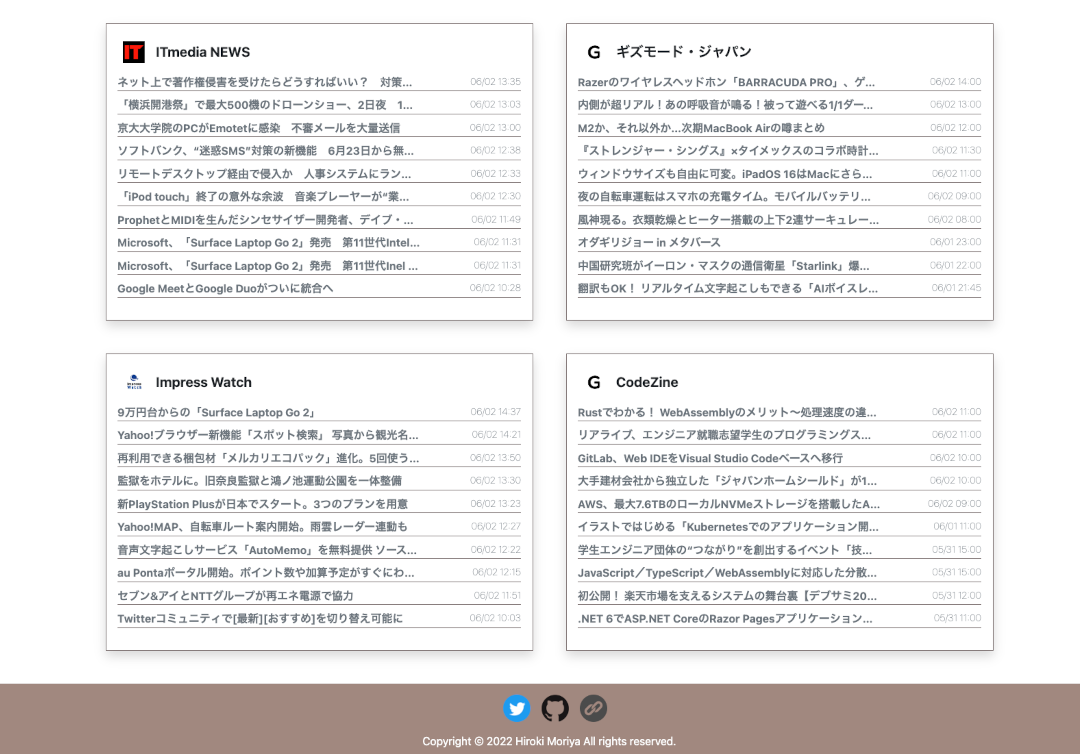 IT ITmedia NEWS
ネット上で著作権侵害を受けたらどうすればいい？　対策... 06/02 13:35
「横浜開港祭」で最大500機のドローンショー、2日夜　1... 06/02 13:03
京大大学院のPCがEmotetに感染　不審メールを大量送信 06/02 13:00
ソフトバンク、“迷惑SMS”対策の新機能　6月23日から無... 06/02 12:38
リモートデスクトップ経由で侵入か　人事システムにラン... 06/02 12:33
「iPod touch」終了の意外な余波　音楽プレーヤーが“業... 06/02 12:30
ProphetとMIDIを生んだシンセサイザー開発者、デイブ・... 06/02 11:49
Microsoft、「Surface Laptop Go 2」発売　第11世代Intel... 06/02 11:31
Microsoft、「Surface Laptop Go 2」発売　第11世代Inel ... 06/02 11:31
Google MeetとGoogle Duoがついに統合へ 06/02 10:28
G ギズモード・ジャパン
Razerのワイヤレスヘッドホン「BARRACUDA PRO」、ゲ... 06/02 14:00
内側が超リアル！あの呼吸音が鳴る！被って遊べる1/1ダー... 06/02 13:00
M2か、それ以外か...次期MacBook Airの噂まとめ 06/02 12:00
『ストレンジャー・シングス』×タイメックスのコラボ時計... 06/02 11:30
ウィンドウサイズも自由に可変。iPadOS 16はMacにさら... 06/02 11:00
夜の自転車運転はスマホの充電タイム。モバイルバッテリ... 06/02 09:00
風神現る。衣類乾燥とヒーター搭載の上下2連サーキュレー... 06/02 08:00
オダギリジョー in メタバース 06/01 23:00
中国研究班がイーロン・マスクの通信衛星「Starlink」爆... 06/01 22:00
翻訳もOK！ リアルタイム文字起こしもできる「AIボイスレ... 06/01 21:45
Impress Watch
9万円台からの「Surface Laptop Go 2」 06/02 14:37
Yahoo!ブラウザー新機能「スポット検索」 写真から観光名... 06/02 14:21
再利用できる梱包材「メルカリエコパック」進化。5回使う... 06/02 13:50
監獄をホテルに。旧奈良監獄と鴻ノ池運動公園を一体整備 06/02 13:30
新PlayStation Plusが日本でスタート。3つのプランを用意 06/02 13:23
Yahoo!MAP、自転車ルート案内開始。雨雲レーダー連動も 06/02 12:27
音声文字起こしサービス「AutoMemo」を無料提供 ソース... 06/02 12:22
au Pontaポータル開始。ポイント数や加算予定がすぐにわ... 06/02 12:15
セブン&アイとNTTグループが再エネ電源で協力 06/02 11:51
Twitterコミュニティで[最新][おすすめ]を切り替え可能に 06/02 10:03
G CodeZine
Rustでわかる！ WebAssemblyのメリット～処理速度の違... 06/02 11:00
リアライブ、エンジニア就職志望学生のプログラミングス... 06/02 11:00
GitLab、Web IDEをVisual Studio Codeベースへ移行 06/02 10:00
大手建材会社から独立した「ジャパンホームシールド」が1... 06/02 10:00
AWS、最大7.6TBのローカルNVMeストレージを搭載したA... 06/02 09:00
イラストではじめる「Kubernetesでのアプリケーション開... 06/01 11:00
学生エンジニア団体の“つながり”を創出するイベント「技... 05/31 15:00
JavaScript／TypeScript／WebAssemblyに対応した分散... 05/31 15:00
初公開！ 楽天市場を支えるシステムの舞台裏【デブサミ20... 05/31 12:00
.NET 6でASP.NET CoreのRazor Pagesアプリケーション... 05/31 11:00
Copyright © 2022 Hiroki Moriya All rights reserved.